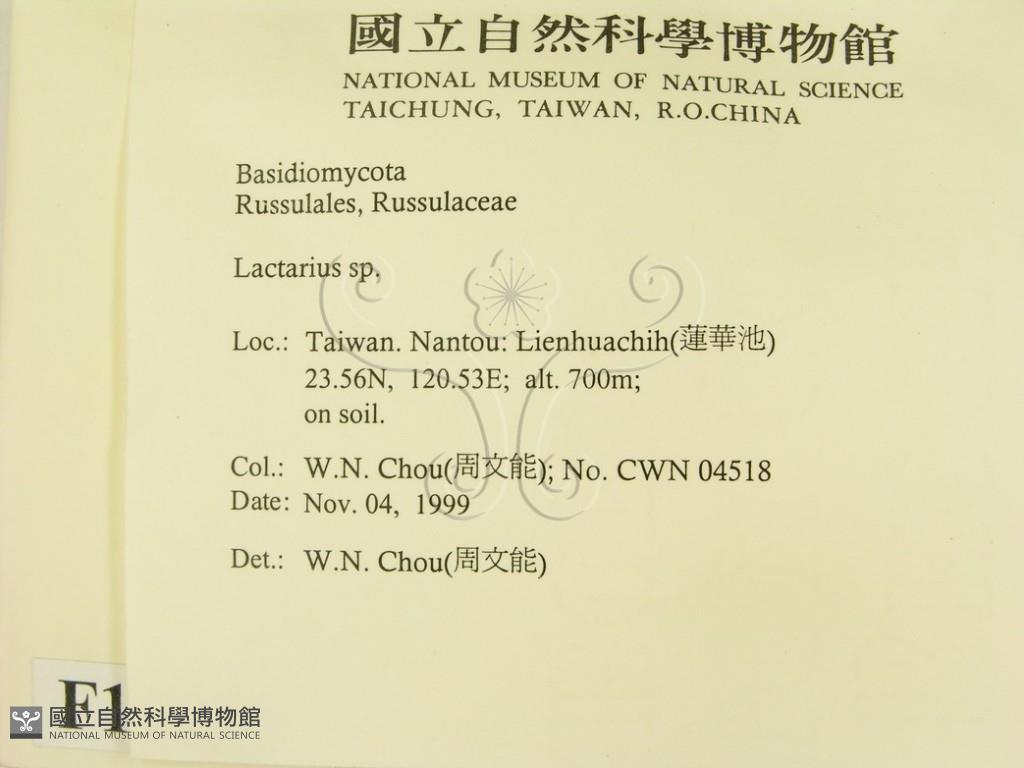 國立自然科學博物館
NATIONAL MUSEUM OF NATURAL SCIENCE
TAICHUNG, TAIWAN, R.O.CHINA
Basidiomycota
Russulales, Russulaceae
Lactarius sp.
Loc.: Taiwan. Nantou: Lienhuachih(蓮華池)
23.56N, 120.53E; alt. 700m;
on soil.
Col.: W.N. Chou(周文能); No. CWN 04518
Date: Nov. 04, 1999
Det.: W.N. Chou(周文能)
F1
國立自然科學博物館
NATIONAL MUSEUM OF NATURAL SCIENCE